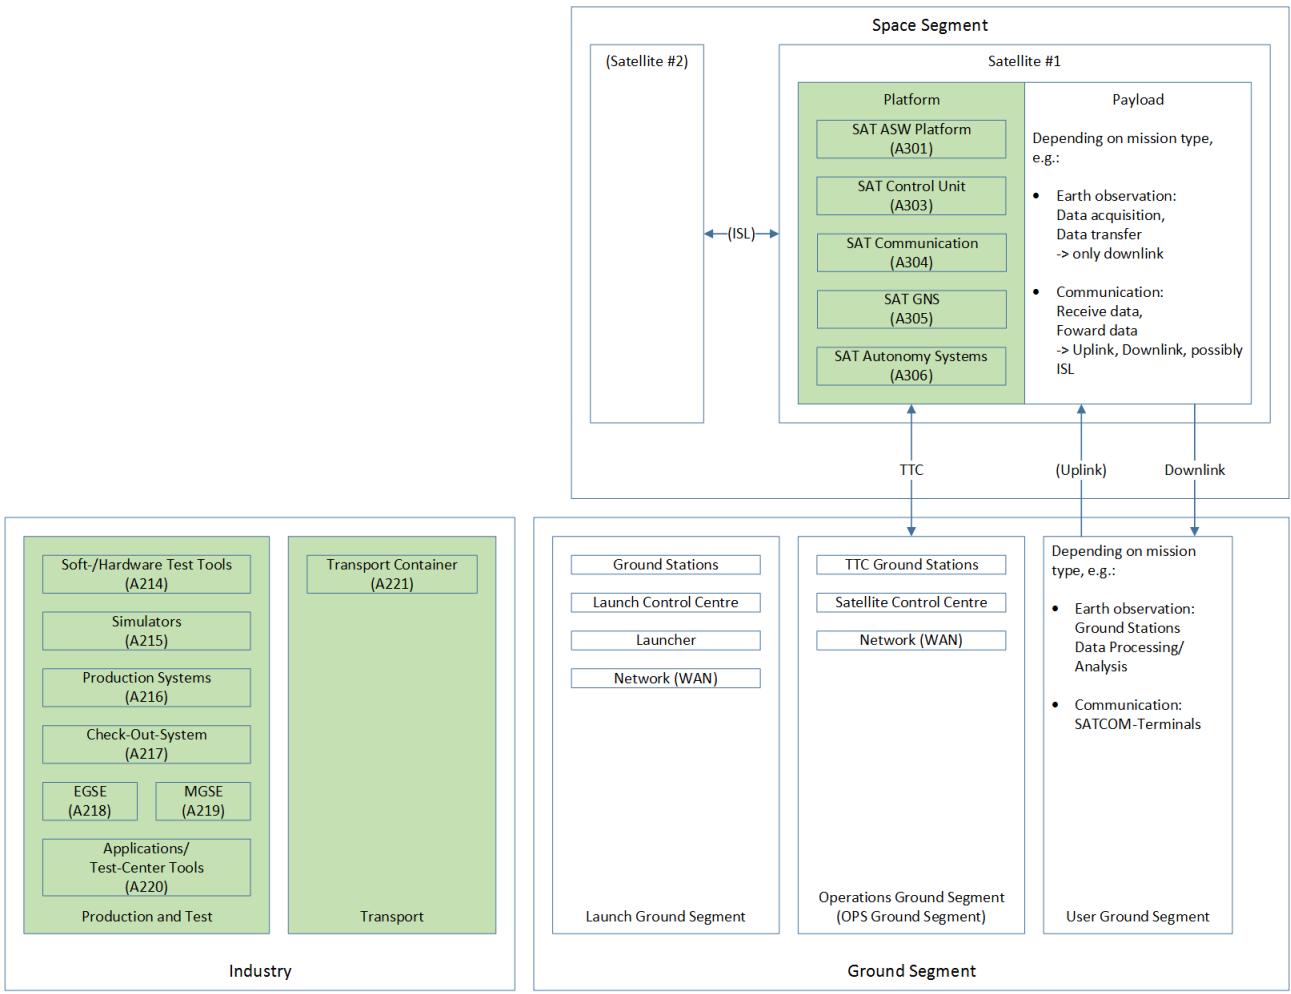 Space Segment
(Satellite #2)
Satellite #1
Platform
SAT ASW Platform
(A301)
SAT Control Unit
(A303)
SAT Communication
(A304)
SAT GNS
(A305)
SAT Autonomy Systems
(A306)
Payload
Depending on mission type,
e.g.:
• Earth observation:
Data acquisition,
Data transfer
-> only downlink
• Communication:
Receive data,
Foward data
-> Uplink, Downlink, possibly
ISL
(ISL)
TTC
(Uplink)
Downlink
Soft-/Hardware Test Tools
(A214)
Simulators
(A215)
Production Systems
(A216)
Check-Out-System
(A217)
EGSE
(A218)
MGSE
(A219)
Applications/
Test-Center Tools
(A220)
Production and Test
Transport Container
(A221)
Transport
Industry
Ground Stations
Launch Control Centre
Launcher
Network (WAN)
Launch Ground Segment
TTC Ground Stations
Satellite Control Centre
Network (WAN)
Operations Ground Segment
(OPS Ground Segment)
Depending on mission
type, e.g.:
• Earth observation:
Ground Stations
Data Processing/
Analysis
• Communication:
SATCOM-Terminals
User Ground Segment
Ground Segment